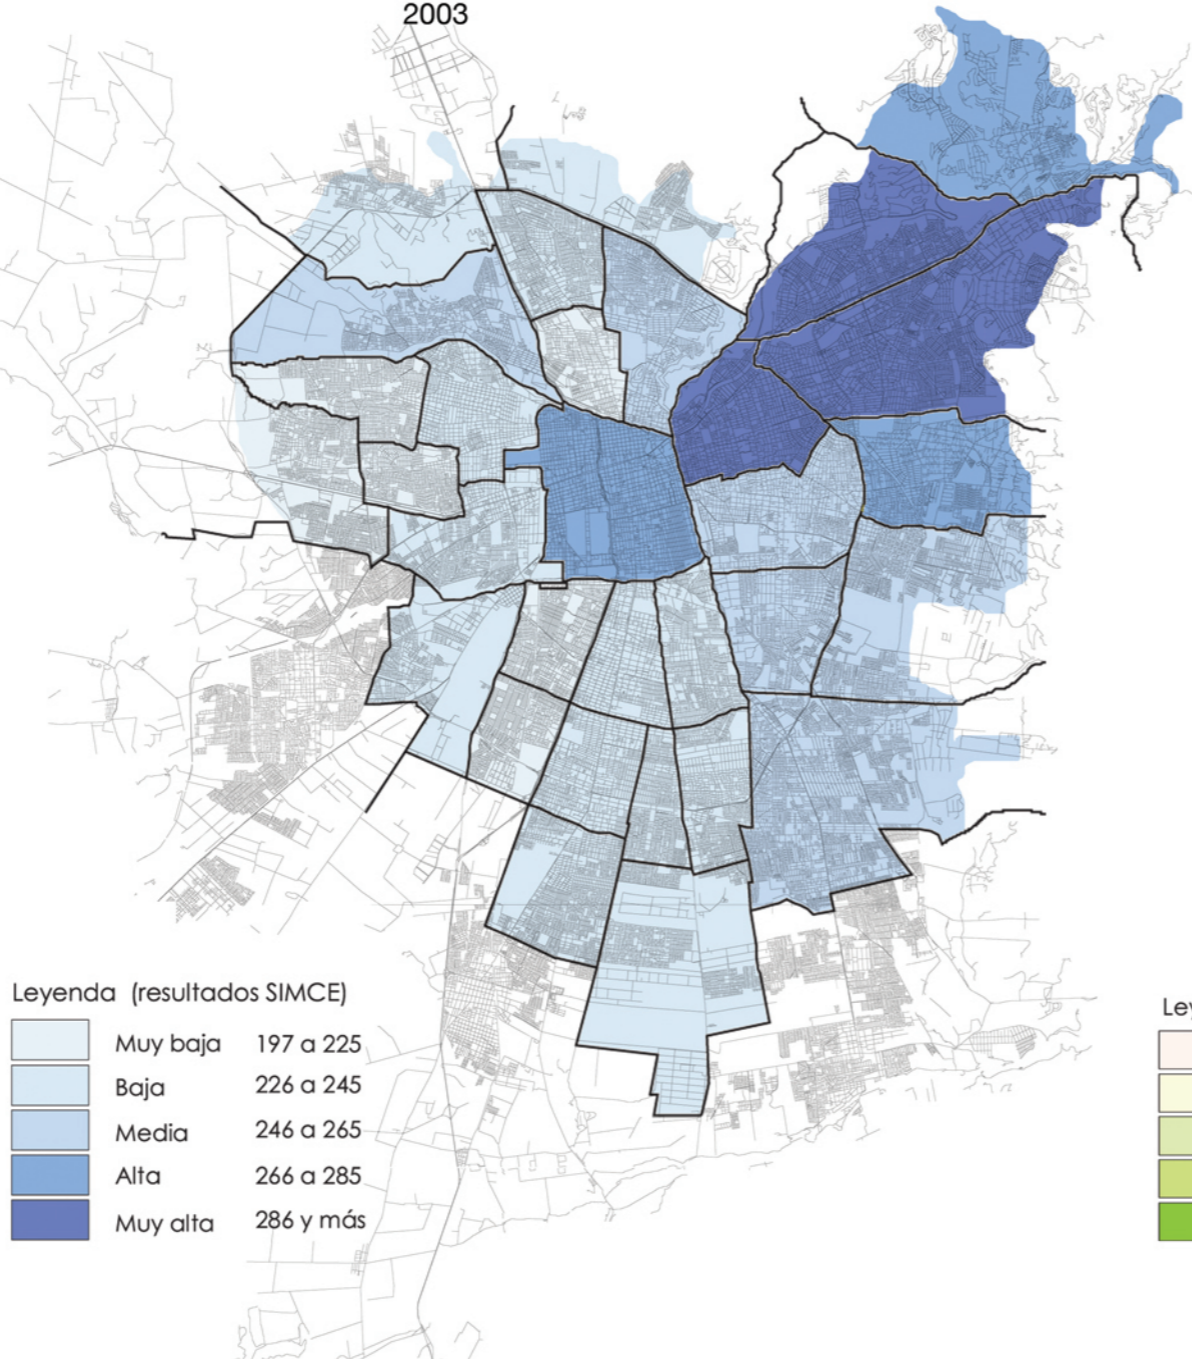 2003
Leyenda (resultados SIMCE)
Muy baja 197 a 225
Baja 226 a 245
Media 246 a 265
Alta 266 a 285
Muy alta 286 y más
Ley